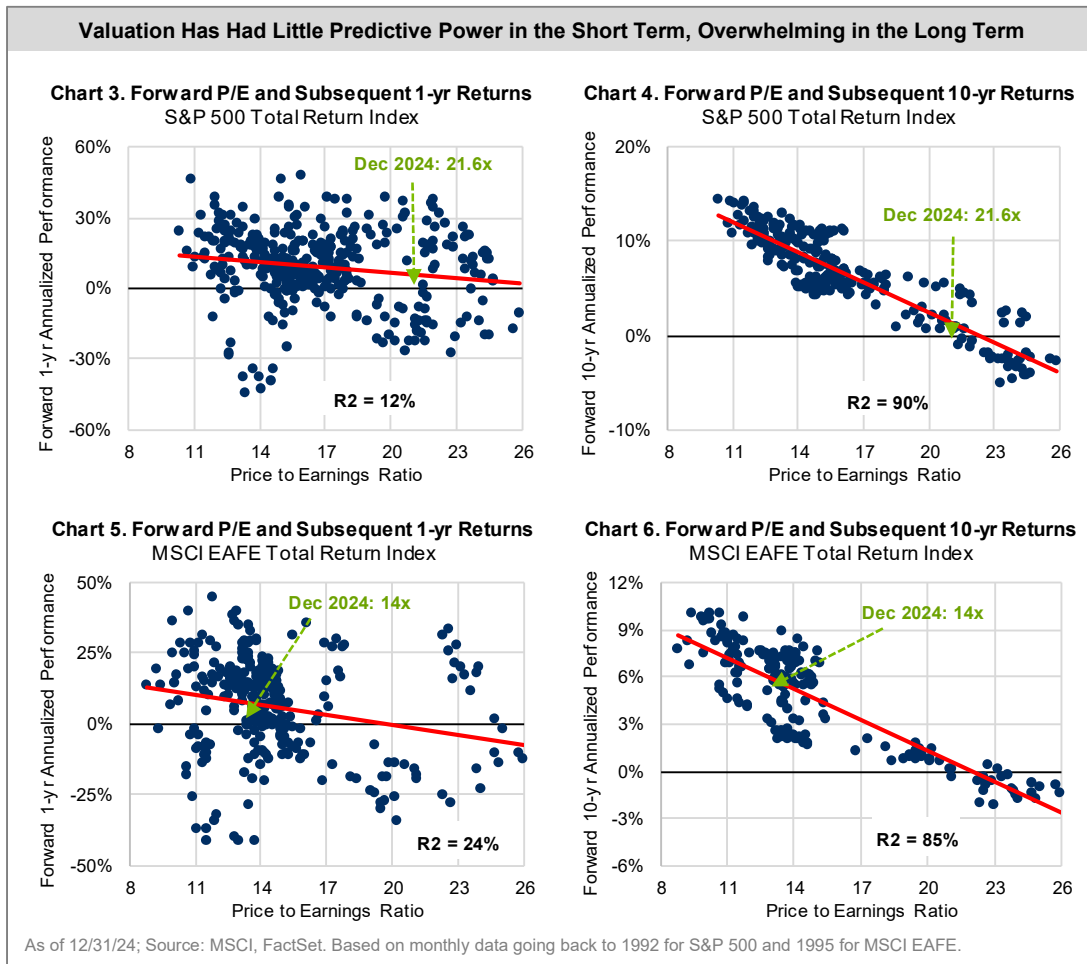 Valuation Has Had Little Predictive Power in the Short Term, Overwhelming in the Long Term
Chart 3. Forward P/E and Subsequent 1-yr Returns
S&P 500 Total Return Index
Forward 1-yr Annualized Performance
60%
30%
0%
-30%
-60%
Dec 2024: 21.6x
R2 = 12%
8 11 14 17 20 23 26
Price to Earnings Ratio
Chart 4. Forward P/E and Subsequent 10-yr Returns
S&P 500 Total Return Index
Forward 10-yr Annualized Performance
20%
10%
0%
-10%
Dec 2024: 21.6x
R2 = 90%
8 11 14 17 20 23 26
Price to Earnings Ratio
Chart 5. Forward P/E and Subsequent 1-yr Returns
MSCI EAFE Total Return Index
Forward 1-yr Annualized Performance
50%
25%
0%
-25%
-50%
Dec 2024: 14x
R2 = 24%
5 8 11 14 17 20 23 26
Price to Earnings Ratio
Chart 6. Forward P/E and Subsequent 10-yr Returns
MSCI EAFE Total Return Index
Forward 10-yr Annualized Performance
12%
9%
6%
3%
0%
-3%
-6%
Dec 2024: 14x
R2 = 85%
8 11 14 17 20 23 26
Price to Earnings Ratio
As of 12/31/24; Source: MSCI, FactSet. Based on monthly data going back to 1992 for S&P 500 and 1995 for MSCI EAFE.